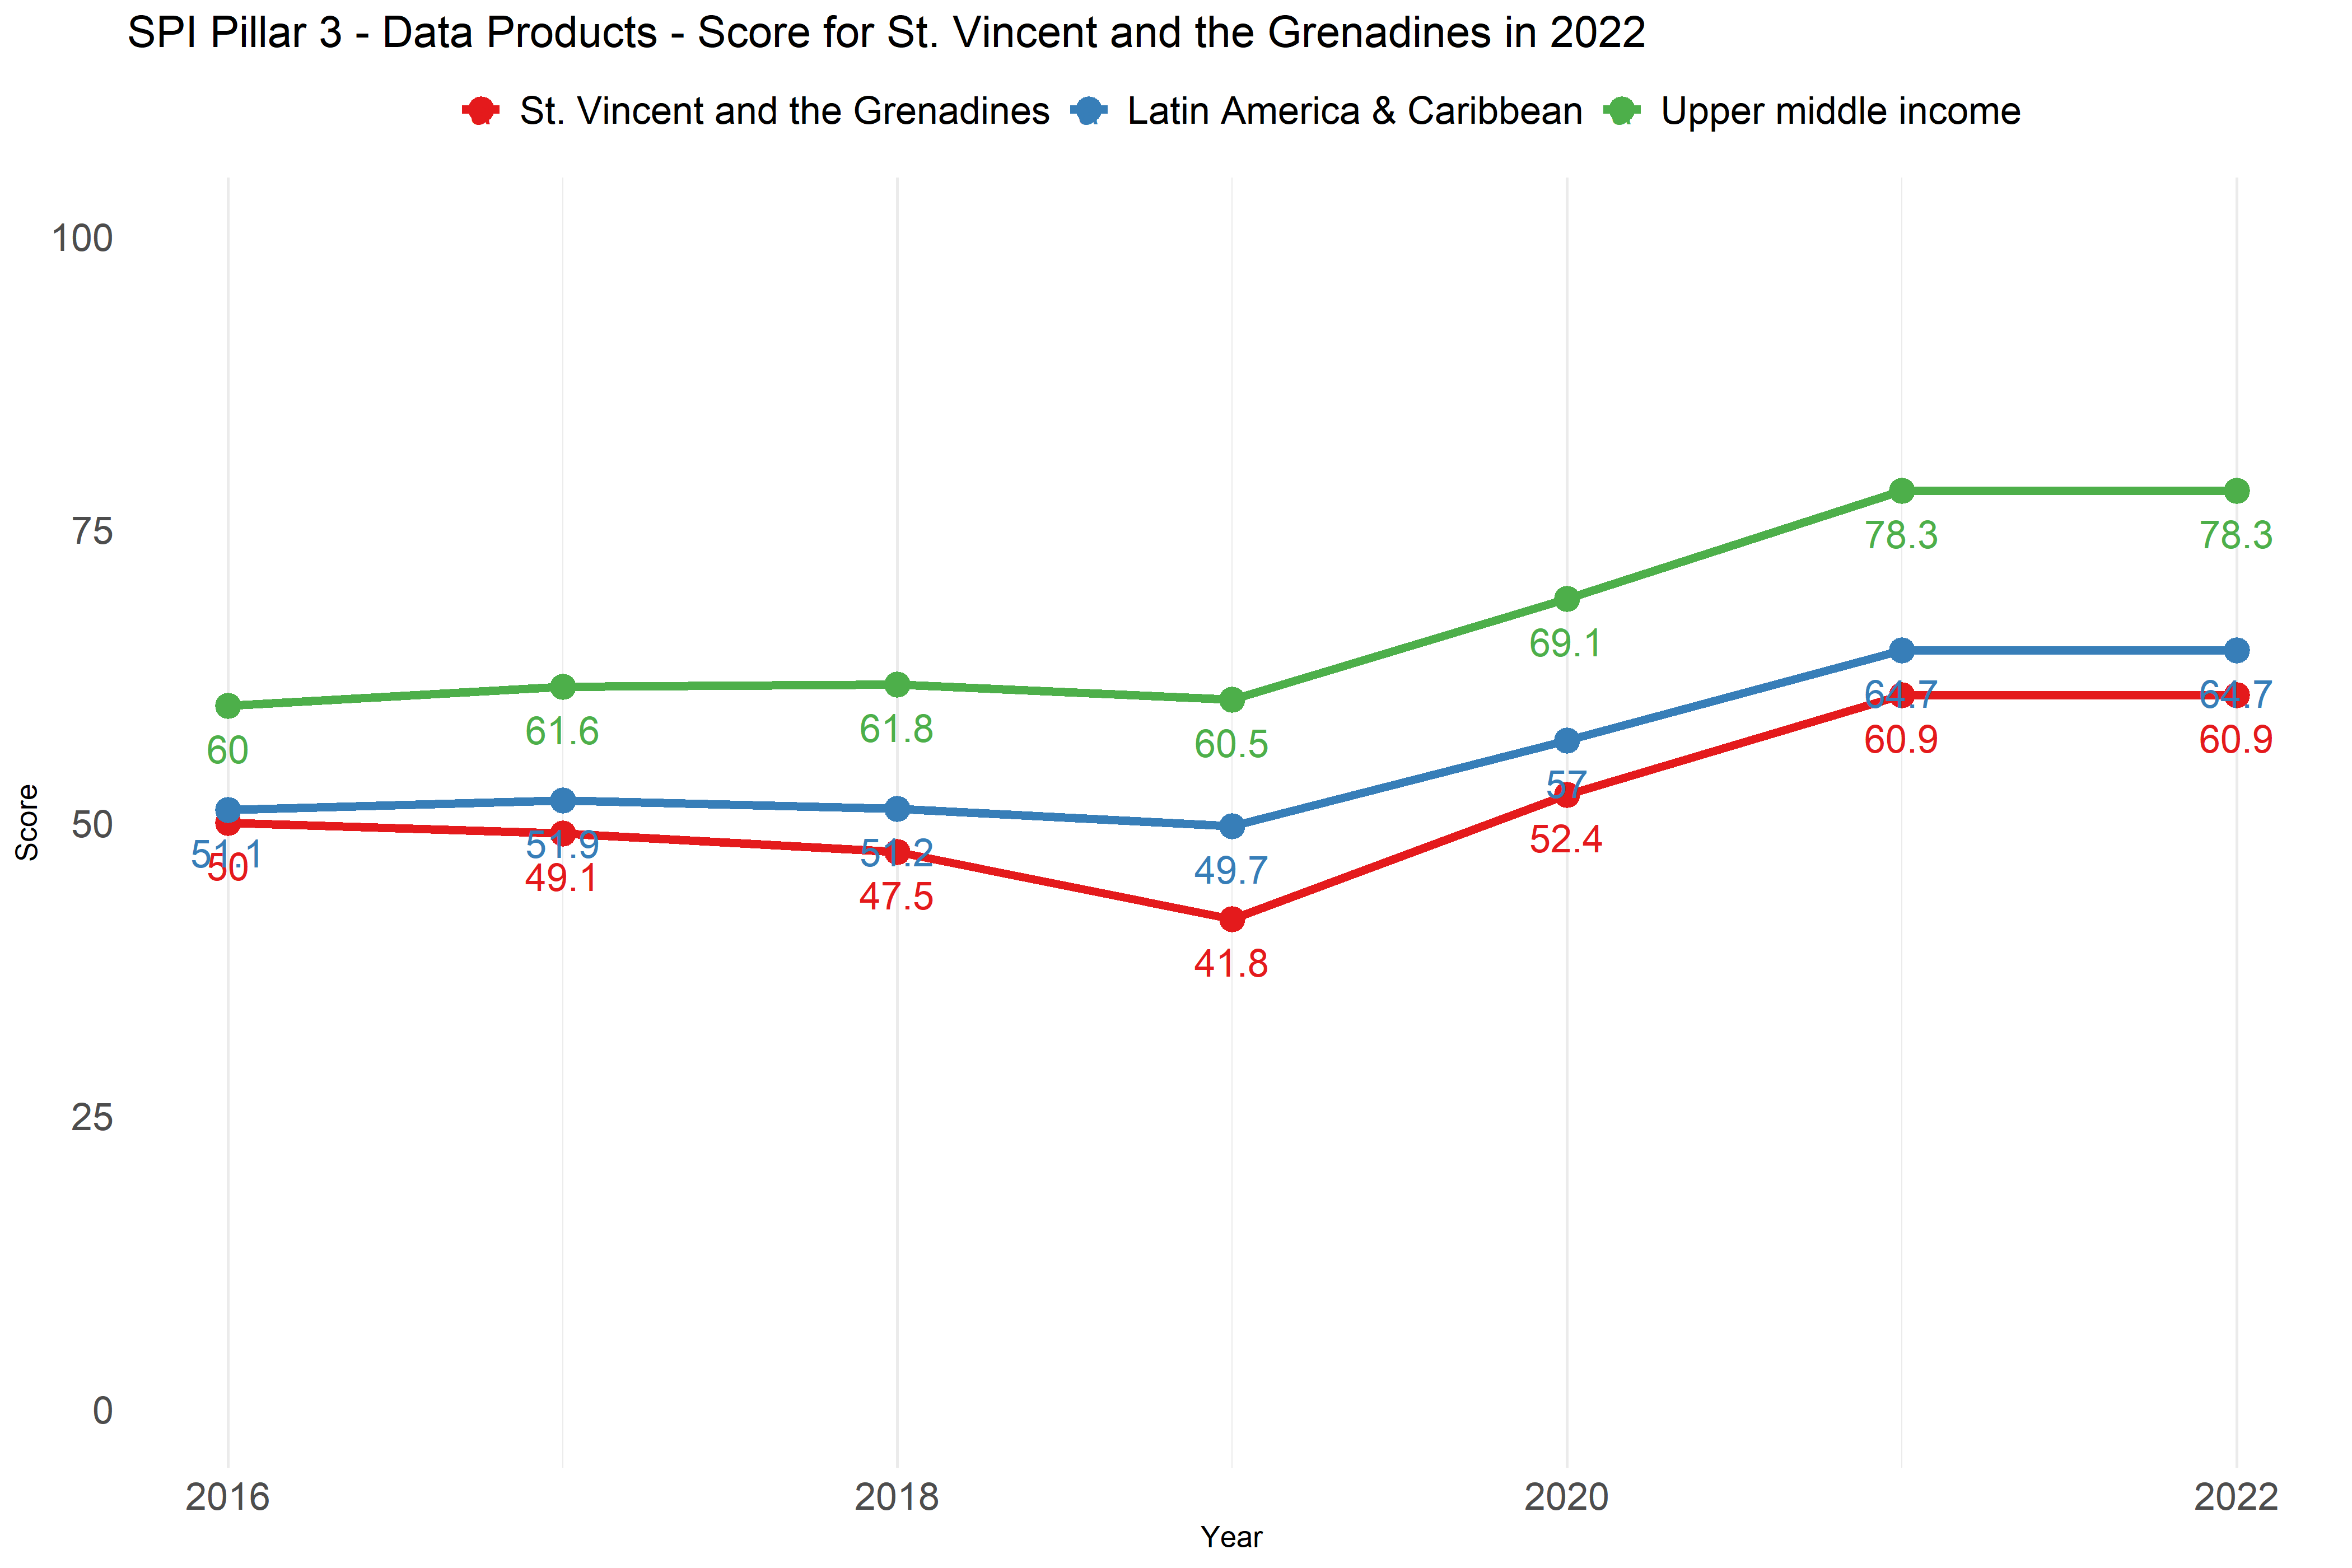 SPI Pillar 3 - Data Products - Score for St. Vincent and the Grenadines in 2022
St. Vincent and the Grenadines Latin America & Caribbean Upper middle income
100
75
50
25
0
Score
60 61.6 61.8 60.5 69.1 78.3 78.3
51.1 51.9 51.2 49.7 57 64.7 64.7
50 49.1 47.5 41.8 52.4 60.9 60.9
2016 2018 2020 2022
Year